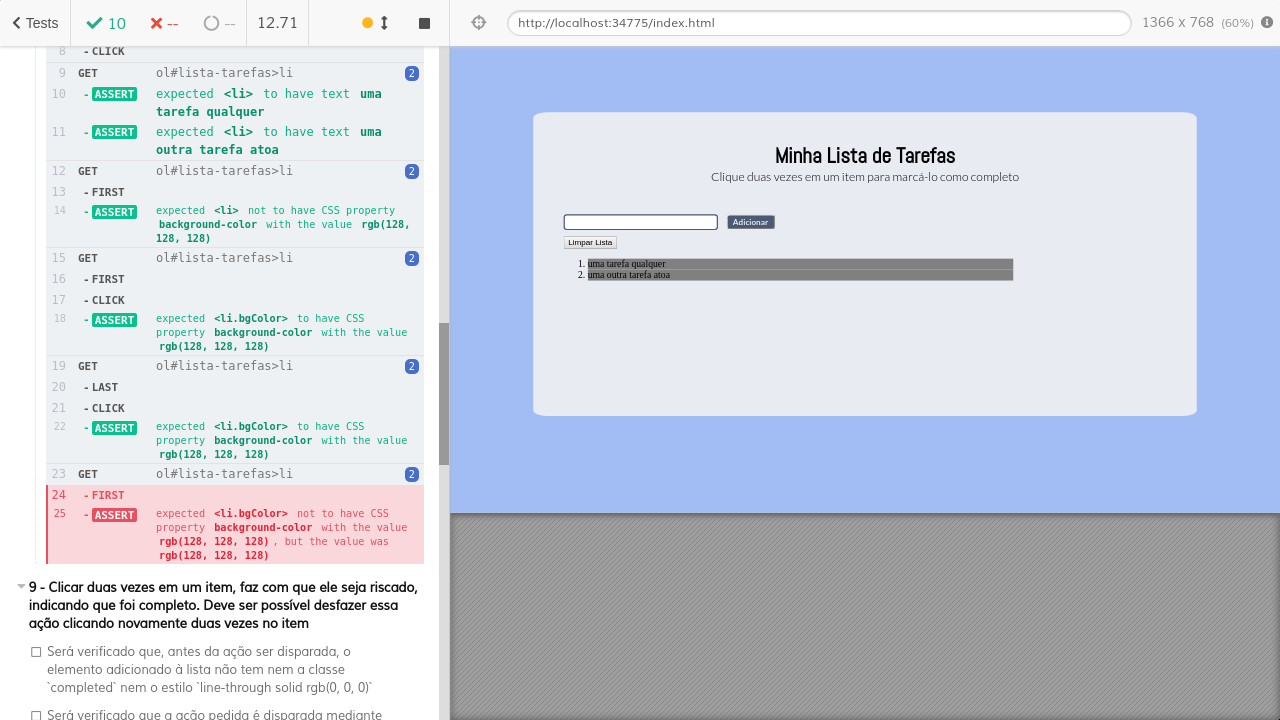 Tests
10
--
--
12.71
http://localhost:34775/index.html
1366 x 768 (60%)
8 - CLICK
9 GET ol#lista-tarefas>li 2
10 - ASSERT expected <li> to have text uma
tarefa qualquer
11 - ASSERT expected <li> to have text uma
outra tarefa atoa
12 GET ol#lista-tarefas>li 2
13 - FIRST
14 - ASSERT expected <li> not to have CSS property
background-color with the value rgb(128,
128, 128)
15 GET ol#lista-tarefas>li 2
16 - FIRST
17 - CLICK
18 - ASSERT expected <li.bgColor> to have CSS
property background-color with the value
rgb(128, 128, 128)
19 GET ol#lista-tarefas>li 2
20 - LAST
21 - CLICK
22 - ASSERT expected <li.bgColor> to have CSS
property background-color with the value
rgb(128, 128, 128)
23 GET ol#lista-tarefas>li 2
24 - FIRST
25 - ASSERT expected <li.bgColor> not to have CSS
property background-color with the value
rgb(128, 128, 128), but the value was
rgb(128, 128, 128)
9 - Clicar duas vezes em um item, faz com que ele seja riscado,
indicando que foi completo. Deve ser possível desfazer essa
ação clicando novamente duas vezes no item
Será verificado que, antes da ação ser disparada, o
elemento adicionado à lista não tem nem a classe
`completed` nem o estilo `line-through solid rgb(0, 0, 0)`
Será verificado que a ação pedida é disparada mediante
Minha Lista de Tarefas
Clique duas vezes em um item para marcá-lo como completo
Adicionar
Limpar Lista
1. uma tarefa qualquer
2. uma outra tarefa atoa